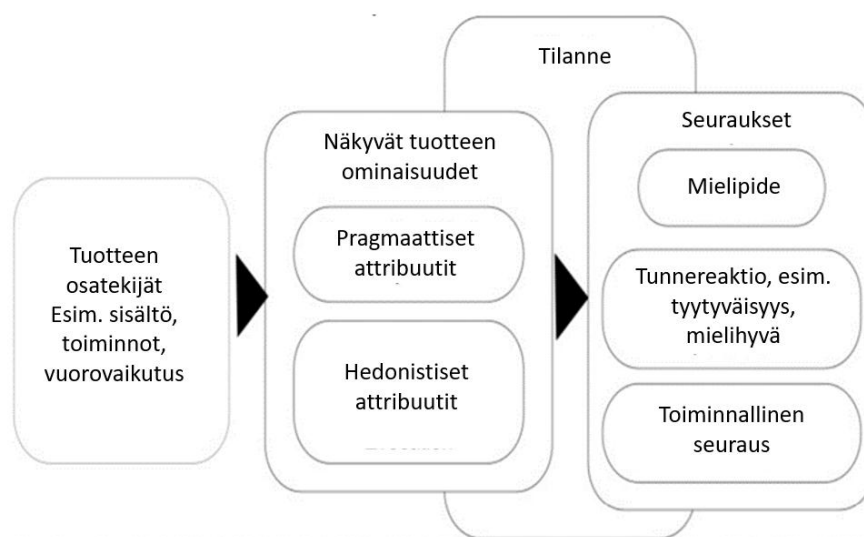 Tilanne
Tuotteen
osatekijät
Esim. sisältö,
toiminnot,
vuorovaikutus
Näkyvät tuotteen
ominaisuudet
Pragmaattiset
attribuutit
Hedonistiset
attribuutit
Seuraukset
Mielipide
Tunnereaktio, esim.
tyytyväisyys,
mielihyvä
Toiminnallinen
seuraus